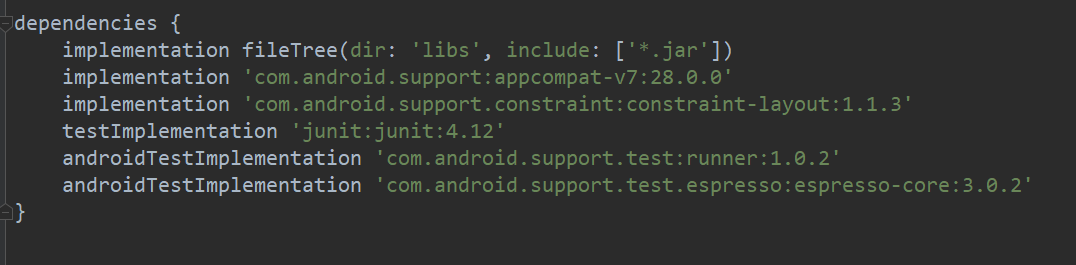 dependencies {
    implementation fileTree(dir: 'libs', include: ['*.jar'])
    implementation 'com.android.support:appcompat-v7:28.0.0'
    implementation 'com.android.support.constraint:constraint-layout:1.1.3'
    testImplementation 'junit:junit:4.12'
    androidTestImplementation 'com.android.support.test:runner:1.0.2'
    androidTestImplementation 'com.android.support.test.espresso:espresso-core:3.0.2'
}